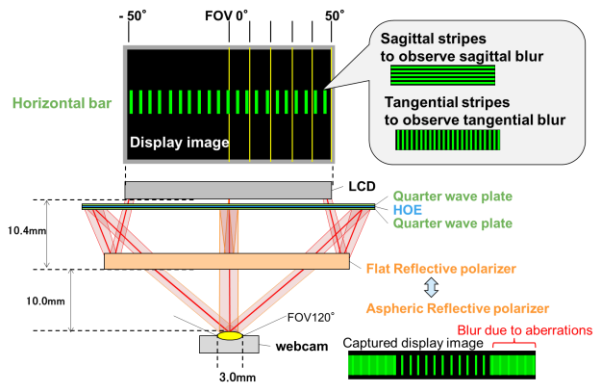 - 50° FOV 0° 50°
Sagittal stripes
to observe sagittal blur
Horizontal bar
Tangential stripes
to observe tangential blur
Display image
LCD
Quarter wave plate
HOE
Quarter wave plate
10.4mm
Flat Reflective polarizer
10.0mm
Aspheric Reflective polarizer
FOV120°
Blur due to aberrations
webcam
Captured display image
3.0mm